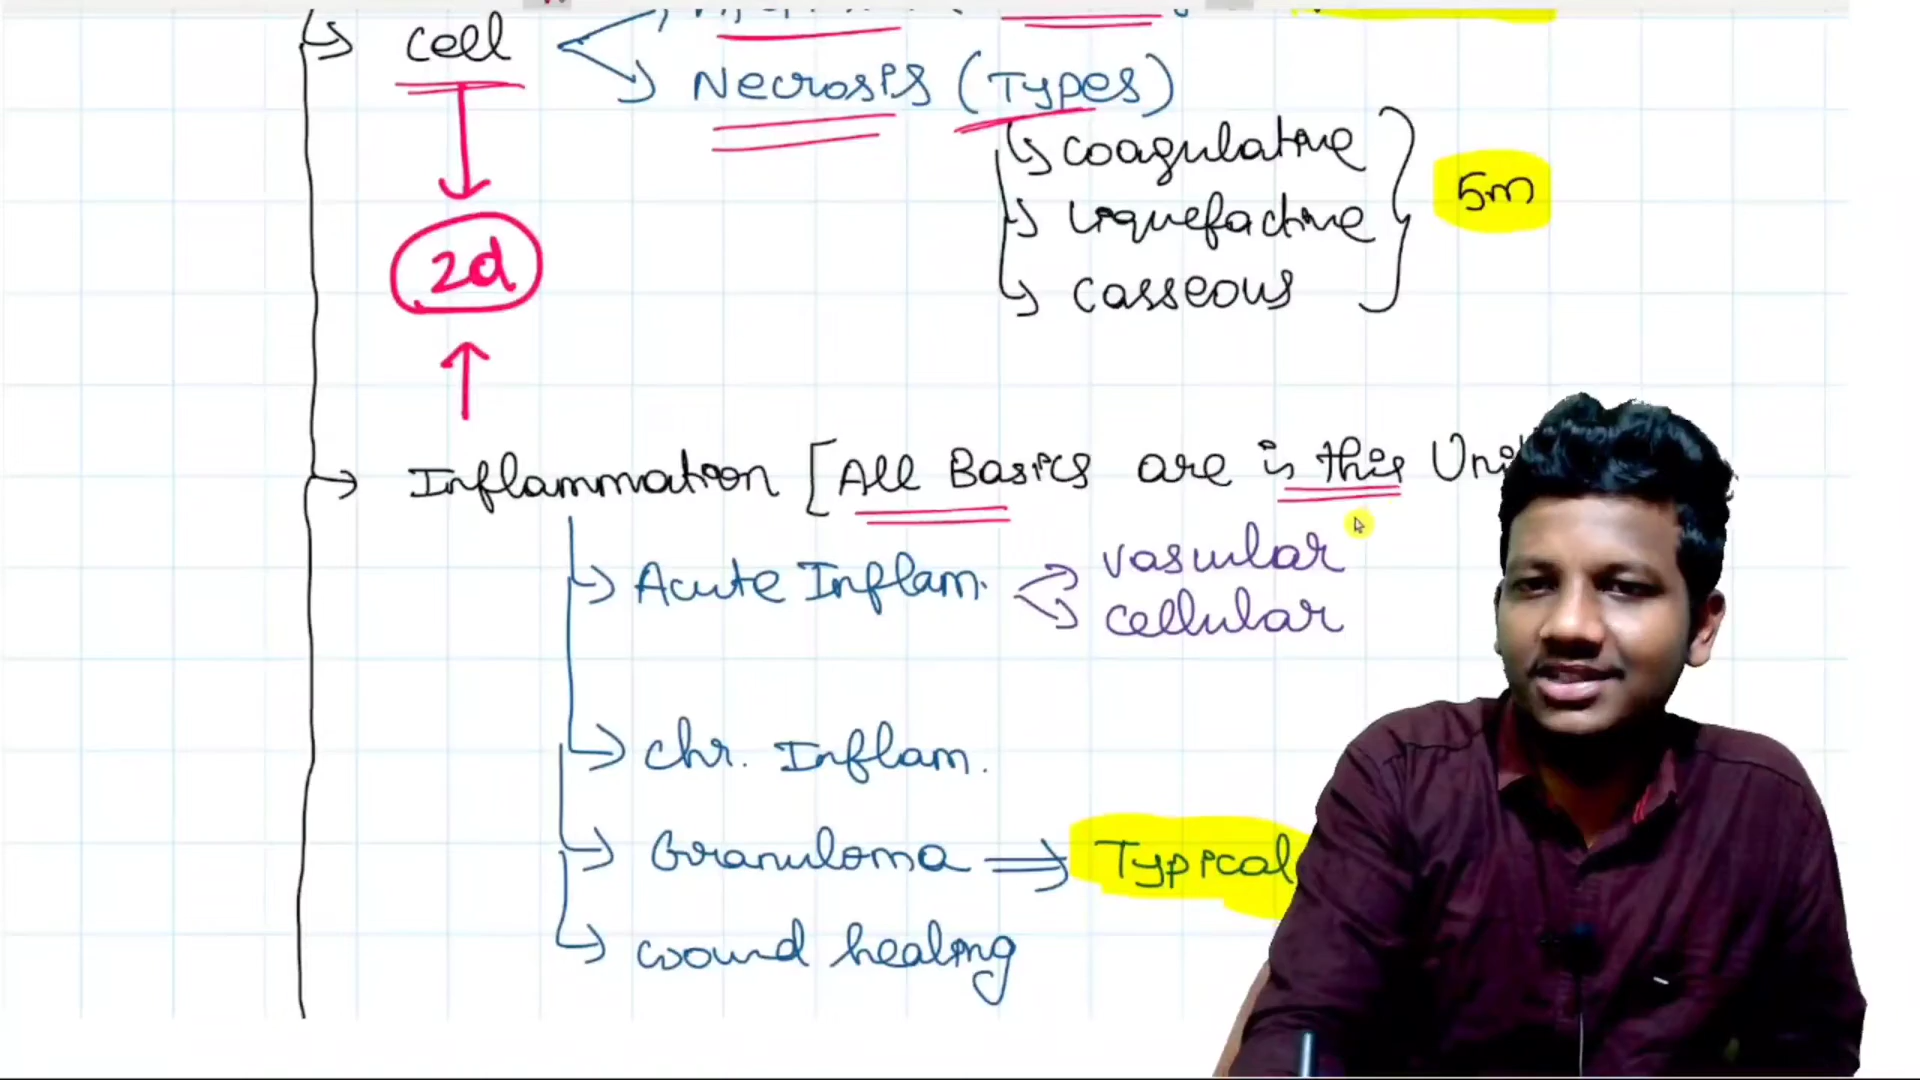 cell
Necrosis (Types)
coagulative
liquefactive
casseous
5m
2d
Inflammation [All Basics are is this
Acute Inflam.
vasular
cellular
chr. Inflam.
Granuloma ⇒ Typical
wound healing